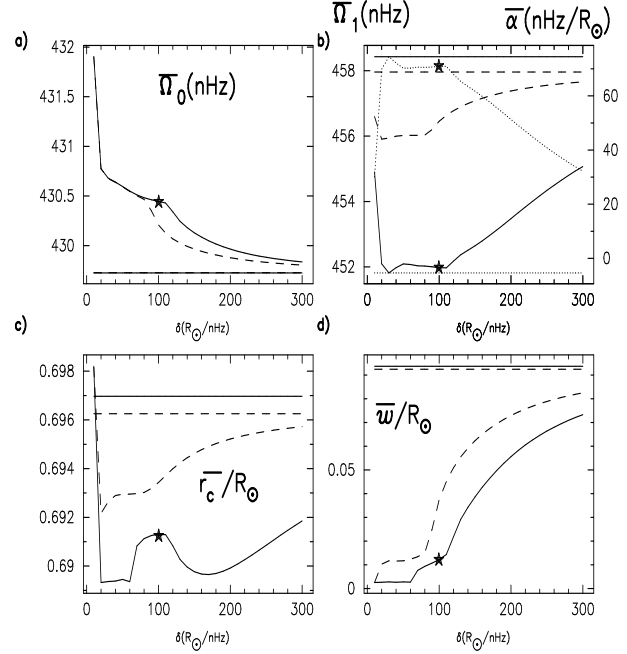 a)
Ω̅₀(nHz)
432
431.5
431
430.5
430
0
100
200
300
δ(R⊙/nHz)
b)
Ω̅₁(nHz)
α̅(nHz/R⊙)
458
456
454
452
60
40
20
0
0
100
200
300
δ(R⊙/nHz)
c)
r̅c̅/R⊙
0.698
0.696
0.694
0.692
0.69
0
100
200
300
δ(R⊙/nHz)
d)
w̅/R⊙
0.05
0
0
100
200
300
δ(R⊙/nHz)